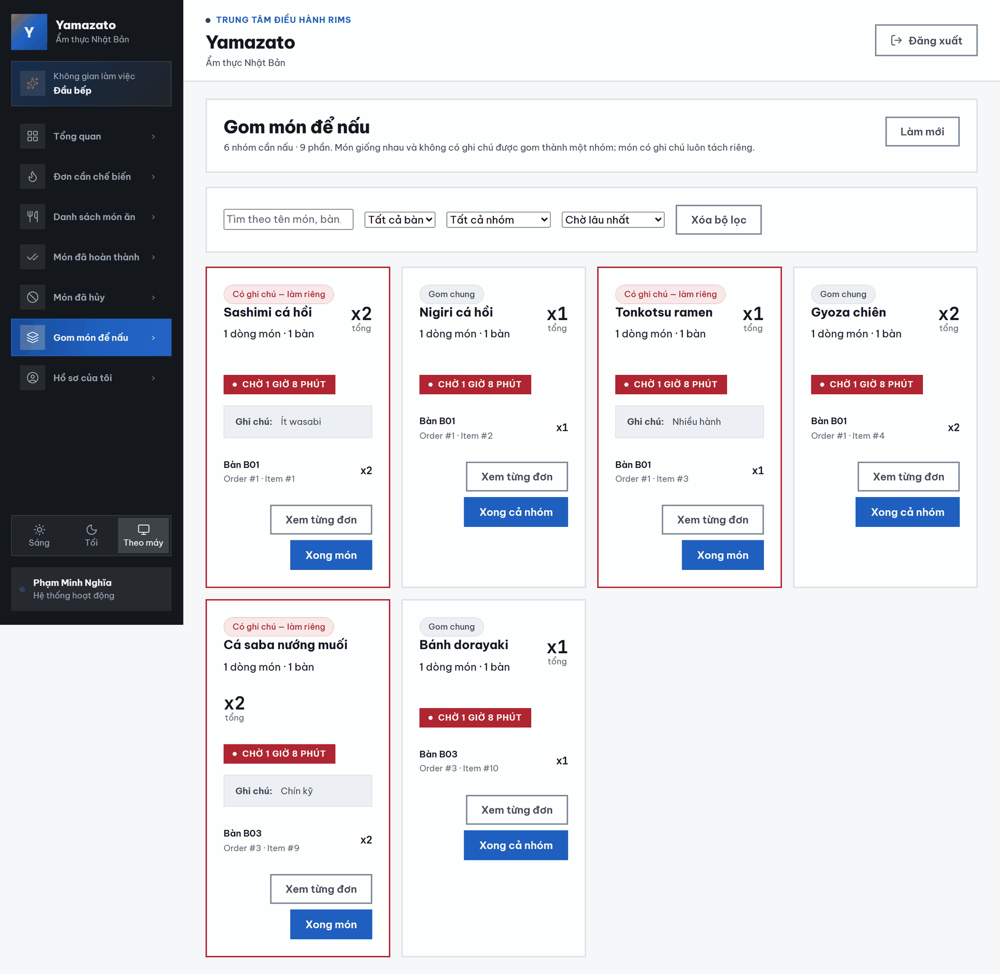 Y
Yamazato
Ẩm thực Nhật Bản
Không gian làm việc
Đầu bếp
Tổng quan
Đơn cần chế biến
Danh sách món ăn
Món đã hoàn thành
Món đã hủy
Gom món để nấu
Hồ sơ của tôi
Sáng
Tối
Theo máy
Phạm Minh Nghĩa
Hệ thống hoạt động
TRUNG TÂM ĐIỀU HÀNH RIMS
Yamazato
Ẩm thực Nhật Bản
Đăng xuất
Gom món để nấu
6 nhóm cần nấu · 9 phần. Món giống nhau và không có ghi chú được gom thành một nhóm; món có ghi chú luôn tách riêng.
Làm mới
Tìm theo tên món, bàn,
Tất cả bàn
Tất cả nhóm
Chờ lâu nhất
Xóa bộ lọc
Có ghi chú — làm riêng
Sashimi cá hồi
1 dòng món · 1 bàn
x2
tổng
CHỜ 1 GIỜ 8 PHÚT
Ghi chú: Ít wasabi
Bàn B01
Order #1 · Item #1
x2
Xem từng đơn
Xong món
Gom chung
Nigiri cá hồi
1 dòng món · 1 bàn
x1
tổng
CHỜ 1 GIỜ 8 PHÚT
Bàn B01
Order #1 · Item #2
x1
Xem từng đơn
Xong cả nhóm
Có ghi chú — làm riêng
Tonkotsu ramen
1 dòng món · 1 bàn
x1
tổng
CHỜ 1 GIỜ 8 PHÚT
Ghi chú: Nhiều hành
Bàn B01
Order #1 · Item #3
x1
Xem từng đơn
Xong món
Gom chung
Gyoza chiên
1 dòng món · 1 bàn
x2
tổng
CHỜ 1 GIỜ 8 PHÚT
Bàn B01
Order #1 · Item #4
x2
Xem từng đơn
Xong cả nhóm
Có ghi chú — làm riêng
Cá saba nướng muối
1 dòng món · 1 bàn
x2
tổng
CHỜ 1 GIỜ 8 PHÚT
Ghi chú: Chín kỹ
Bàn B03
Order #3 · Item #9
x2
Xem từng đơn
Xong món
Gom chung
Bánh dorayaki
1 dòng món · 1 bàn
x1
tổng
CHỜ 1 GIỜ 8 PHÚT
Bàn B03
Order #3 · Item #10
x1
Xem từng đơn
Xong cả nhóm